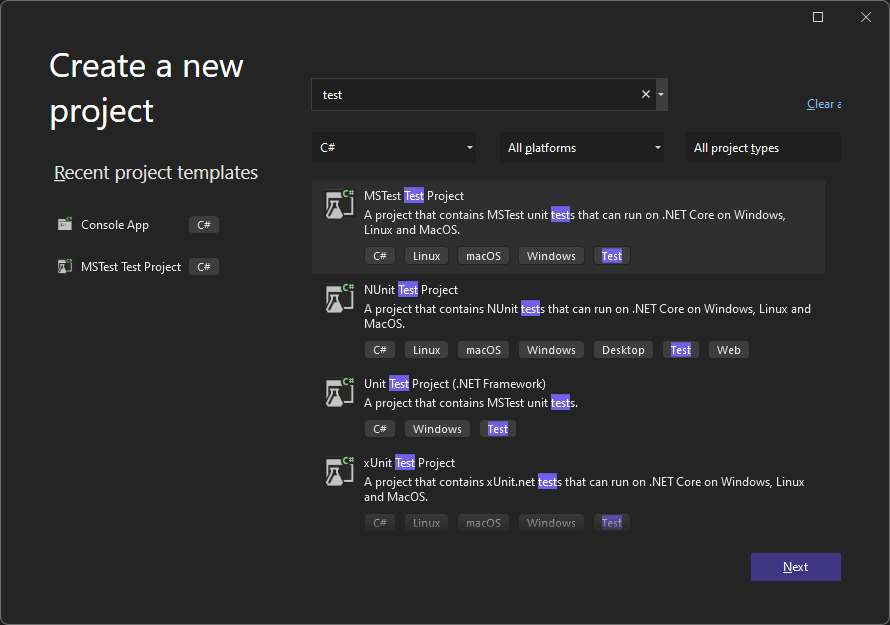 Create a new
project
Recent project templates
Console App C#
MSTest Test Project C#
test
Clear a
C# All platforms All project types
C#
MSTest Test Project
A project that contains MSTest unit tests that can run on .NET Core on Windows,
Linux and MacOS.
C# Linux macOS Windows Test
C#
NUnit Test Project
A project that contains NUnit tests that can run on .NET Core on Windows, Linux and
MacOS.
C# Linux macOS Windows Desktop Test Web
C#
Unit Test Project (.NET Framework)
A project that contains MSTest unit tests.
C# Windows Test
C#
xUnit Test Project
A project that contains xUnit.net tests that can run on .NET Core on Windows, Linux
and MacOS.
C# Linux macOS Windows Test
Next